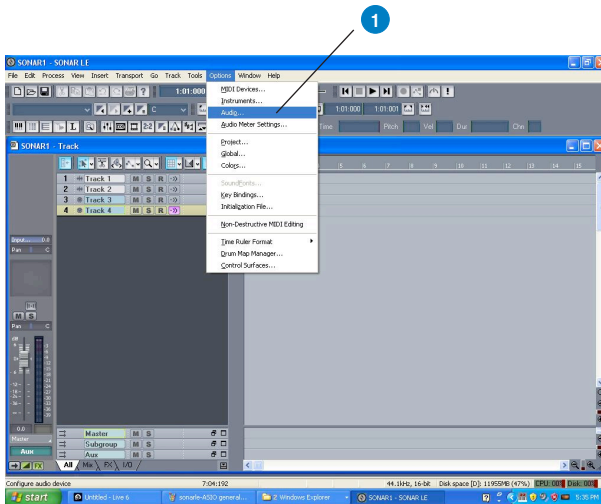 1
SONAR1 - SONAR LE
File Edit Process View Insert Transport Go Track Tools Options Window Help
1:01:000
MIDI Devices...
Instruments...
Audio...
Audio Meter Settings...
Project...
Global...
Colors...
SoundFonts...
Key Bindings...
Initialization File...
Non-Destructive MIDI Editing
Time Ruler Format
Drum Map Manager...
Control Surfaces...
C
1:01:000 1:01:001
Time Pitch Vel Dur Chn
SONAR1 - Track
5 6 7 8 9 10 11 12 13 14 15
1 Track 1 M S R
2 Track 2 M S R
3 Track 3 M S R
4 Track 4 M S R
Input... 0.0
Pan C
M S
Pan C
0.0
Master
Aux
Master M S
Subgroup M S
Aux M S
FX All Mix FX I/O
Configure audio device 7:04:192 44.1kHz, 16-bit Disk space [D]: 11955MB (47%) CPU: 00% Disk: 00%
start Untitled - Live 6 sonarle-ASIO general... 2 Windows Explorer SONAR1 - SONAR LE 5:35 PM